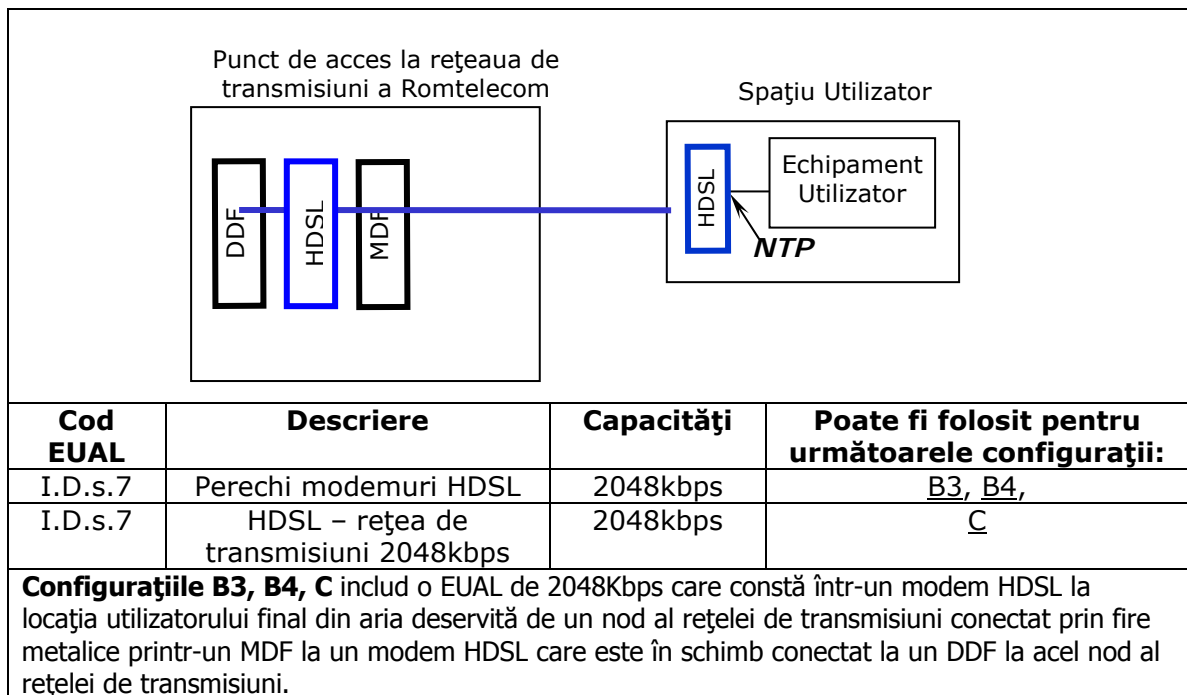 Punct de acces la reţeaua de
transmisiuni a Romtelecom
Spaţiu Utilizator
DDF
HDSL
MDF
HDSL
Echipament
Utilizator
NTP
Cod
EUAL
Descriere
Capacităţi
Poate fi folosit pentru
următoarele configuraţii:
I.D.s.7
Perechi modemuri HDSL
2048kbps
B3, B4,
I.D.s.7
HDSL – reţea de
transmisiuni 2048kbps
2048kbps
C
Configuraţiile B3, B4, C includ o EUAL de 2048Kbps care constă într-un modem HDSL la
locaţia utilizatorului final din aria deservită de un nod al reţelei de transmisiuni conectat prin fire
metalice printr-un MDF la un modem HDSL care este în schimb conectat la un DDF la acel nod al
reţelei de transmisiuni.